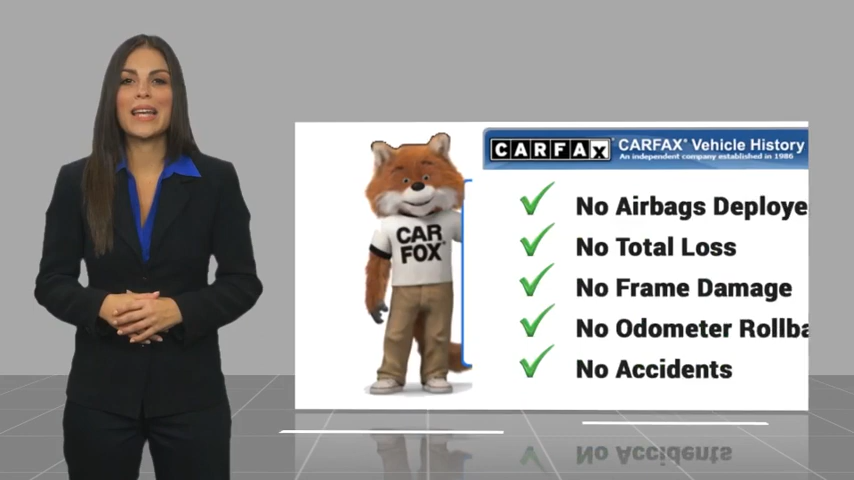 CARFAX
CARFAX® Vehicle History
An independent company established in 1986
CAR
FOX®
No Airbags Deploye
No Total Loss
No Frame Damage
No Odometer Rollba
No Accidents
No Accidents